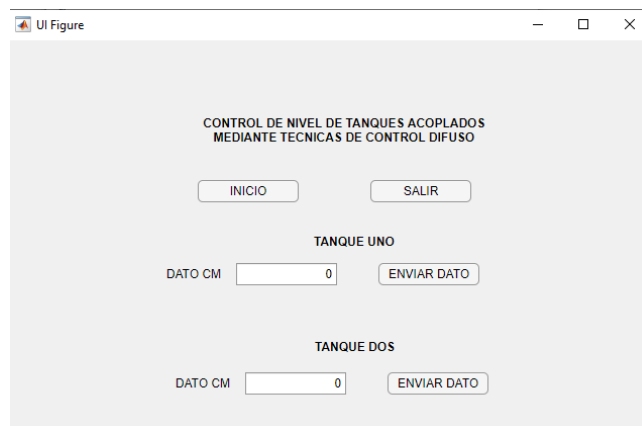 UI Figure
CONTROL DE NIVEL DE TANQUES ACOPLADOS
MEDIANTE TECNICAS DE CONTROL DIFUSO
INICIO SALIR
TANQUE UNO
DATO CM 0 ENVIAR DATO
TANQUE DOS
DATO CM 0 ENVIAR DATO